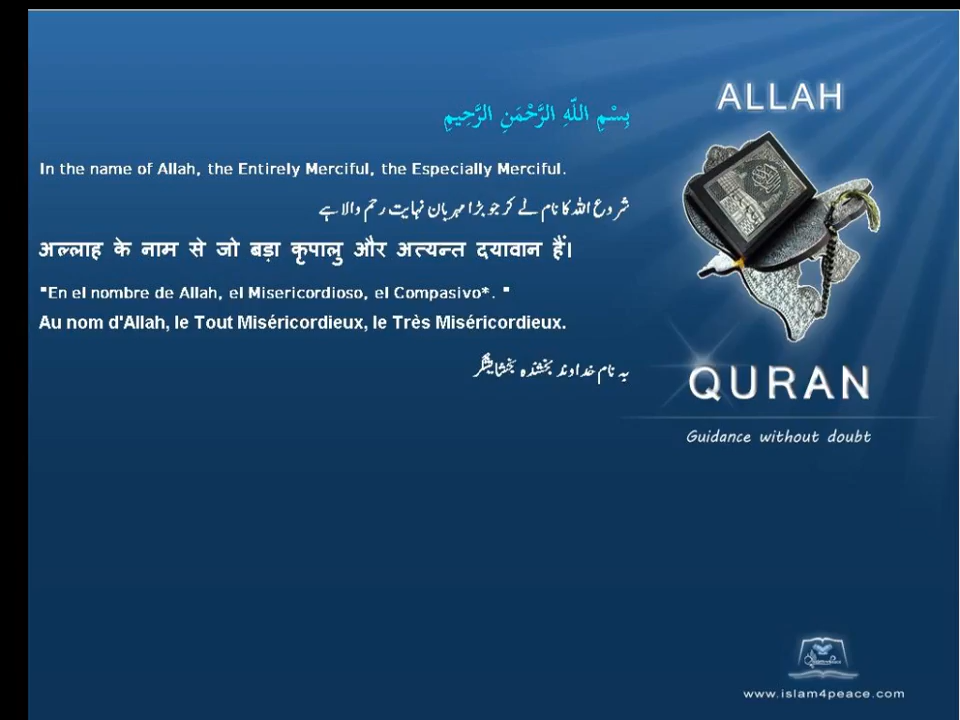 بِسْمِ اللَّهِ الرَّحْمَنِ الرَّحِيمِ
In the name of Allah, the Entirely Merciful, the Especially Merciful.
شروع اللہ کا نام لے کر جو بڑا مہربان نہایت رحم والا ہے
अल्लाह के नाम से जो बड़ा कृपालु और अत्यन्त दयावान हैं।
"En el nombre de Allah, el Misericordioso, el Compasivo*. "
Au nom d'Allah, le Tout Miséricordieux, le Très Miséricordieux.
به نام خداوند بخشنده بخشایشگر
ALLAH
QURAN
Guidance without doubt
www.islam4peace.com